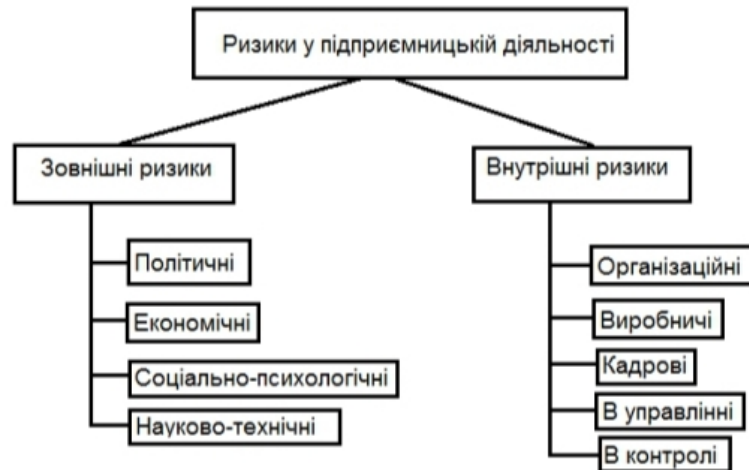 Ризики у підприємницькій діяльності
Зовнішні ризики
Політичні
Економічні
Соціально-психологічні
Науково-технічні
Внутрішні ризики
Організаційні
Виробничі
Кадрові
В управлінні
В контролі